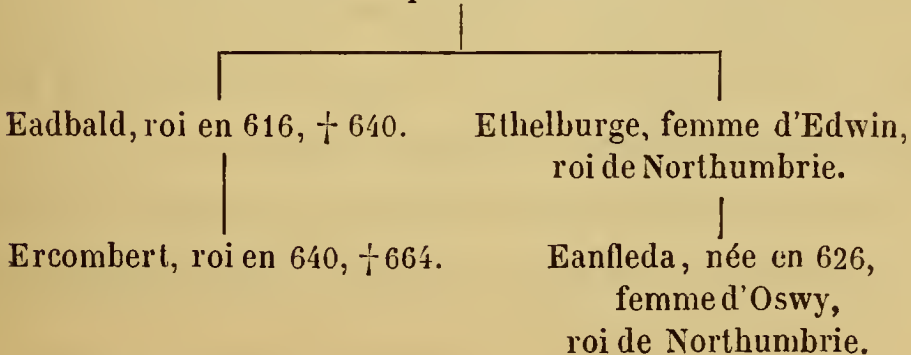 Eadbald, roi en 616, † 640.
Ethelburge, femme d'Edwin,
roi de Northumbrie.
Ercombert, roi en 640, † 664.
Eanfleda, née en 626,
femme d'Oswy,
roi de Northumbrie.